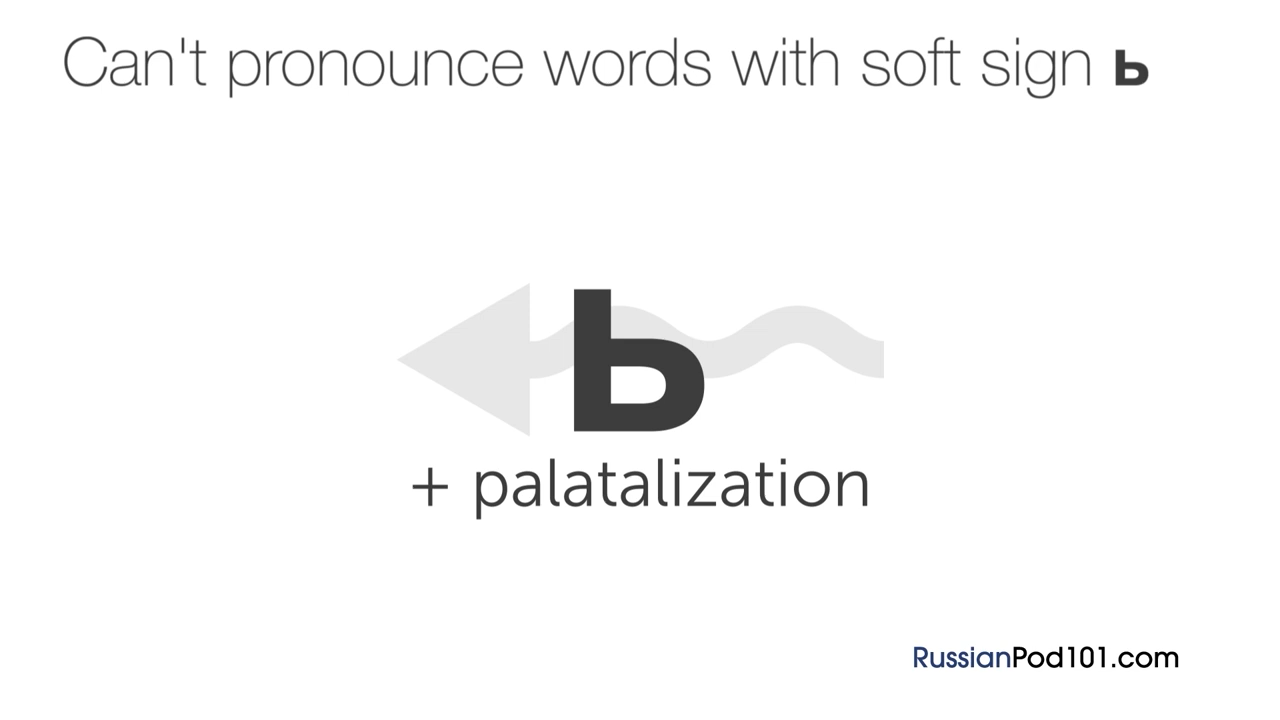 Can't pronounce words with soft sign ь
ь
+ palatalization
RussianPod101.com